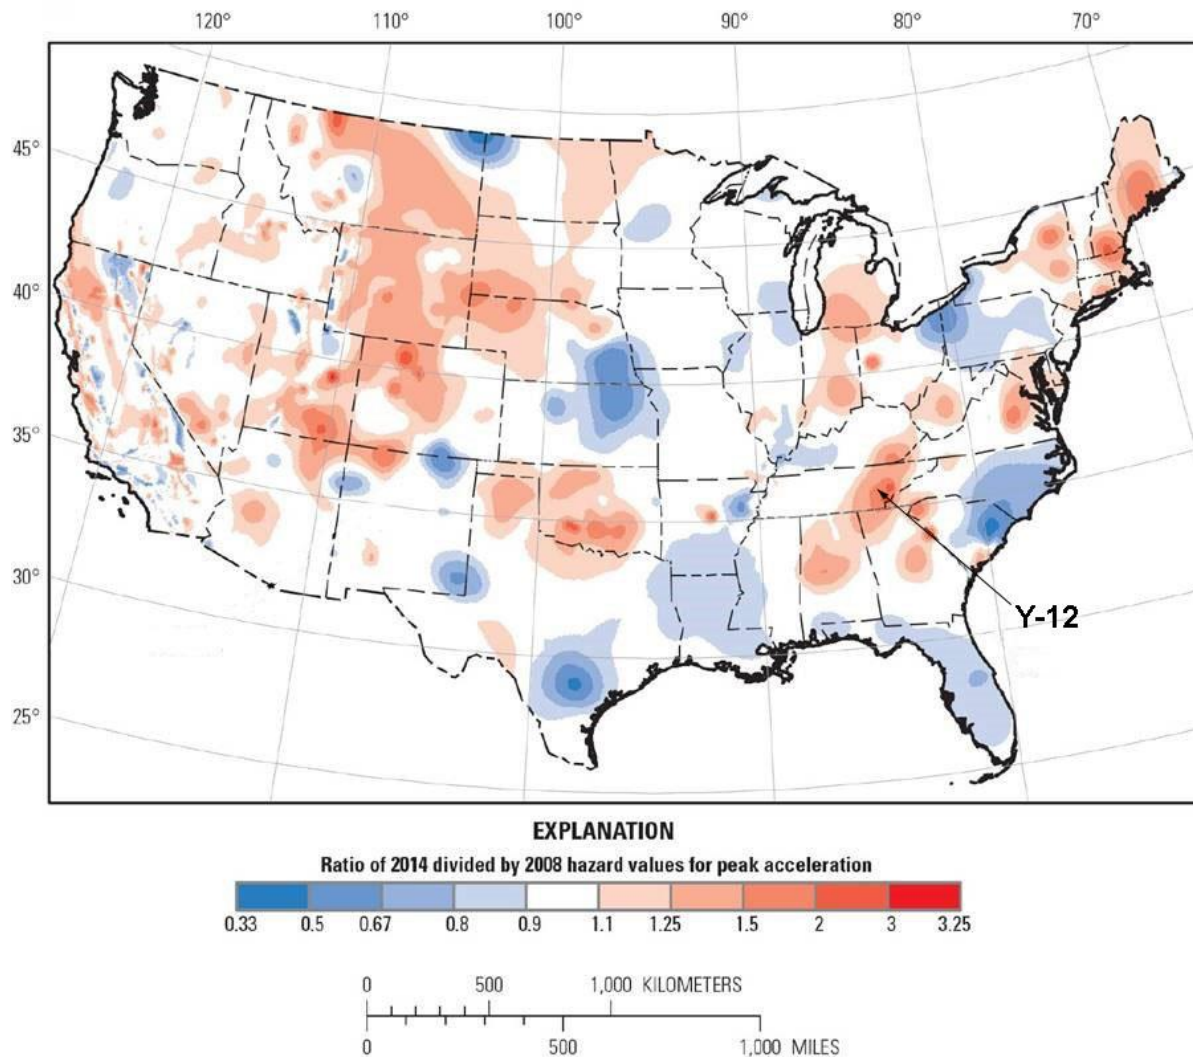 120° 110° 100° 90° 80° 70°
45°
40°
35°
30°
25°
Y-12
EXPLANATION
Ratio of 2014 divided by 2008 hazard values for peak acceleration
0.33 0.5 0.67 0.8 0.9 1.1 1.25 1.5 2 3 3.25
0 500 1,000 KILOMETERS
0 500 1,000 MILES